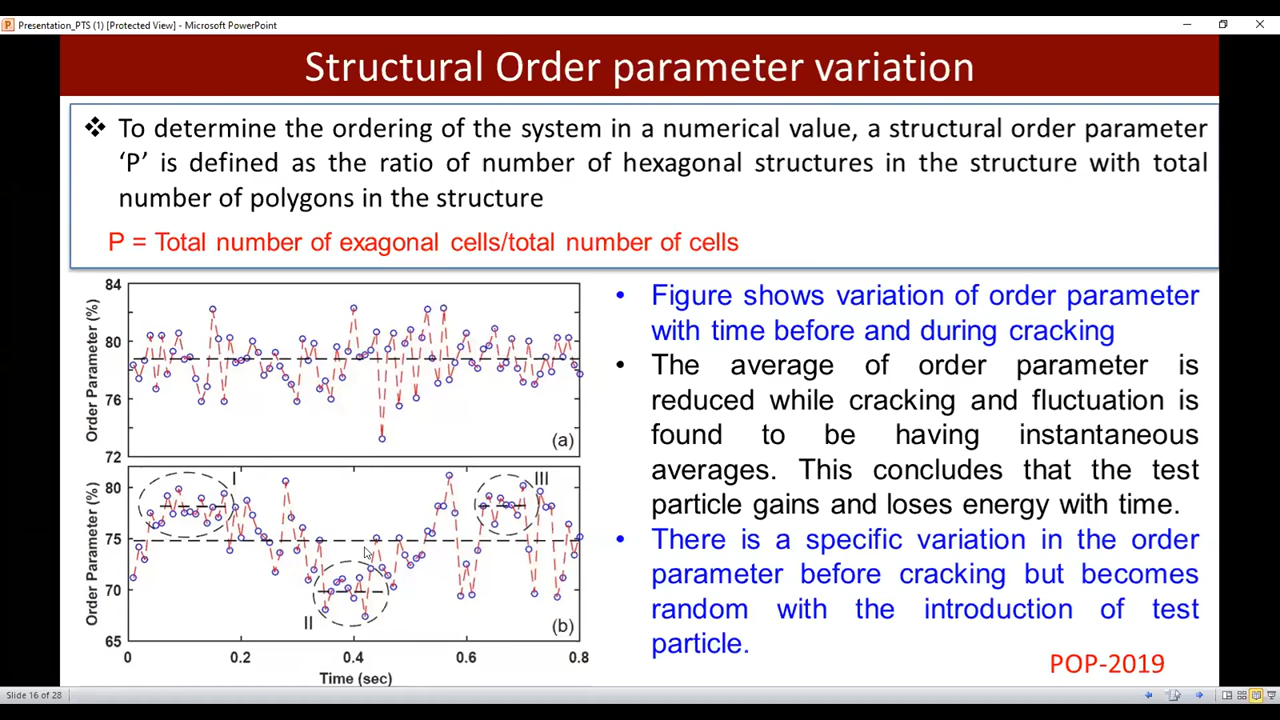 Presentation_PTS (1) [Protected View] - Microsoft PowerPoint
Structural Order parameter variation
❖ To determine the ordering of the system in a numerical value, a structural order parameter
‘P’ is defined as the ratio of number of hexagonal structures in the structure with total
number of polygons in the structure
P = Total number of exagonal cells/total number of cells
84
80
76
72
Order Parameter (%)
(a)
80
75
70
65
Order Parameter (%)
I
II
III
(b)
0 0.2 0.4 0.6 0.8
Time (sec)
• Figure shows variation of order parameter
with time before and during cracking
• The average of order parameter is
reduced while cracking and fluctuation is
found to be having instantaneous
averages. This concludes that the test
particle gains and loses energy with time.
• There is a specific variation in the order
parameter before cracking but becomes
random with the introduction of test
particle.
POP-2019
Slide 16 of 28